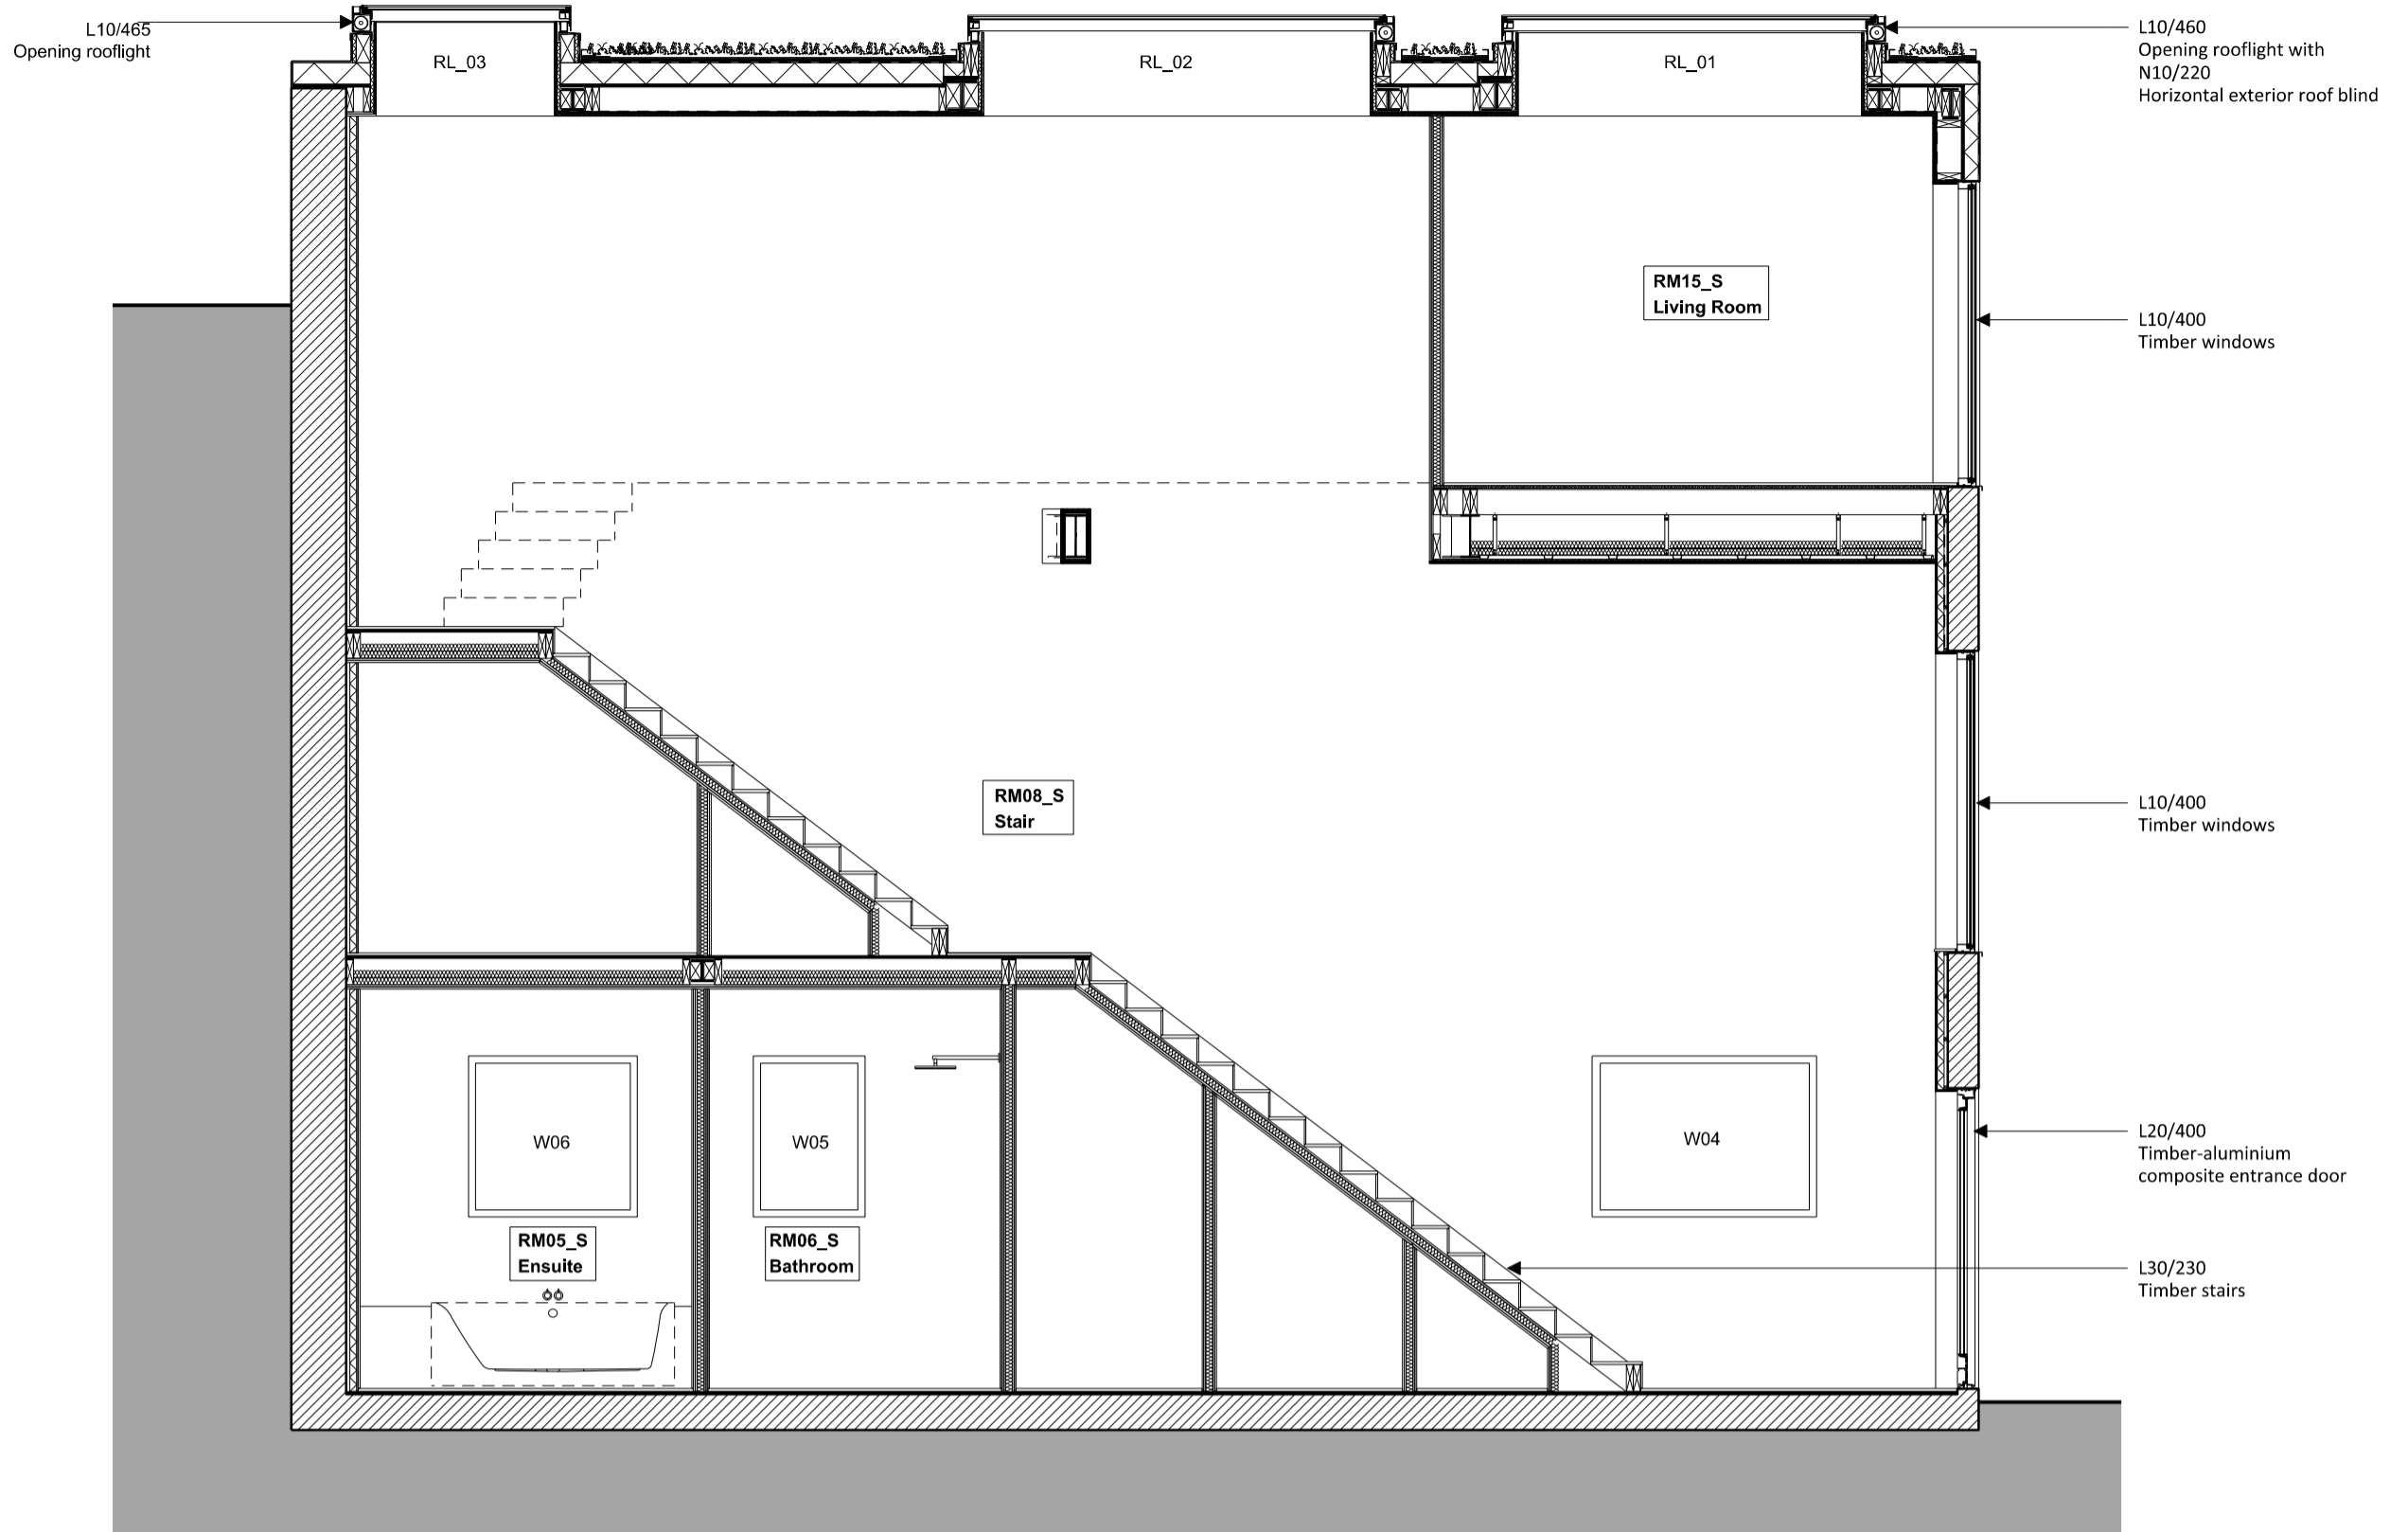 L10/465
Opening rooflight
RL_03
RL_02
RL_01
L10/460
Opening rooflight with
N10/220
Horizontal exterior roof blind
RM15_S
Living Room
L10/400
Timber windows
RM08_S
Stair
L10/400
Timber windows
W06
W05
W04
L20/400
Timber-aluminium
composite entrance door
RM05_S
Ensuite
RM06_S
Bathroom
L30/230
Timber stairs